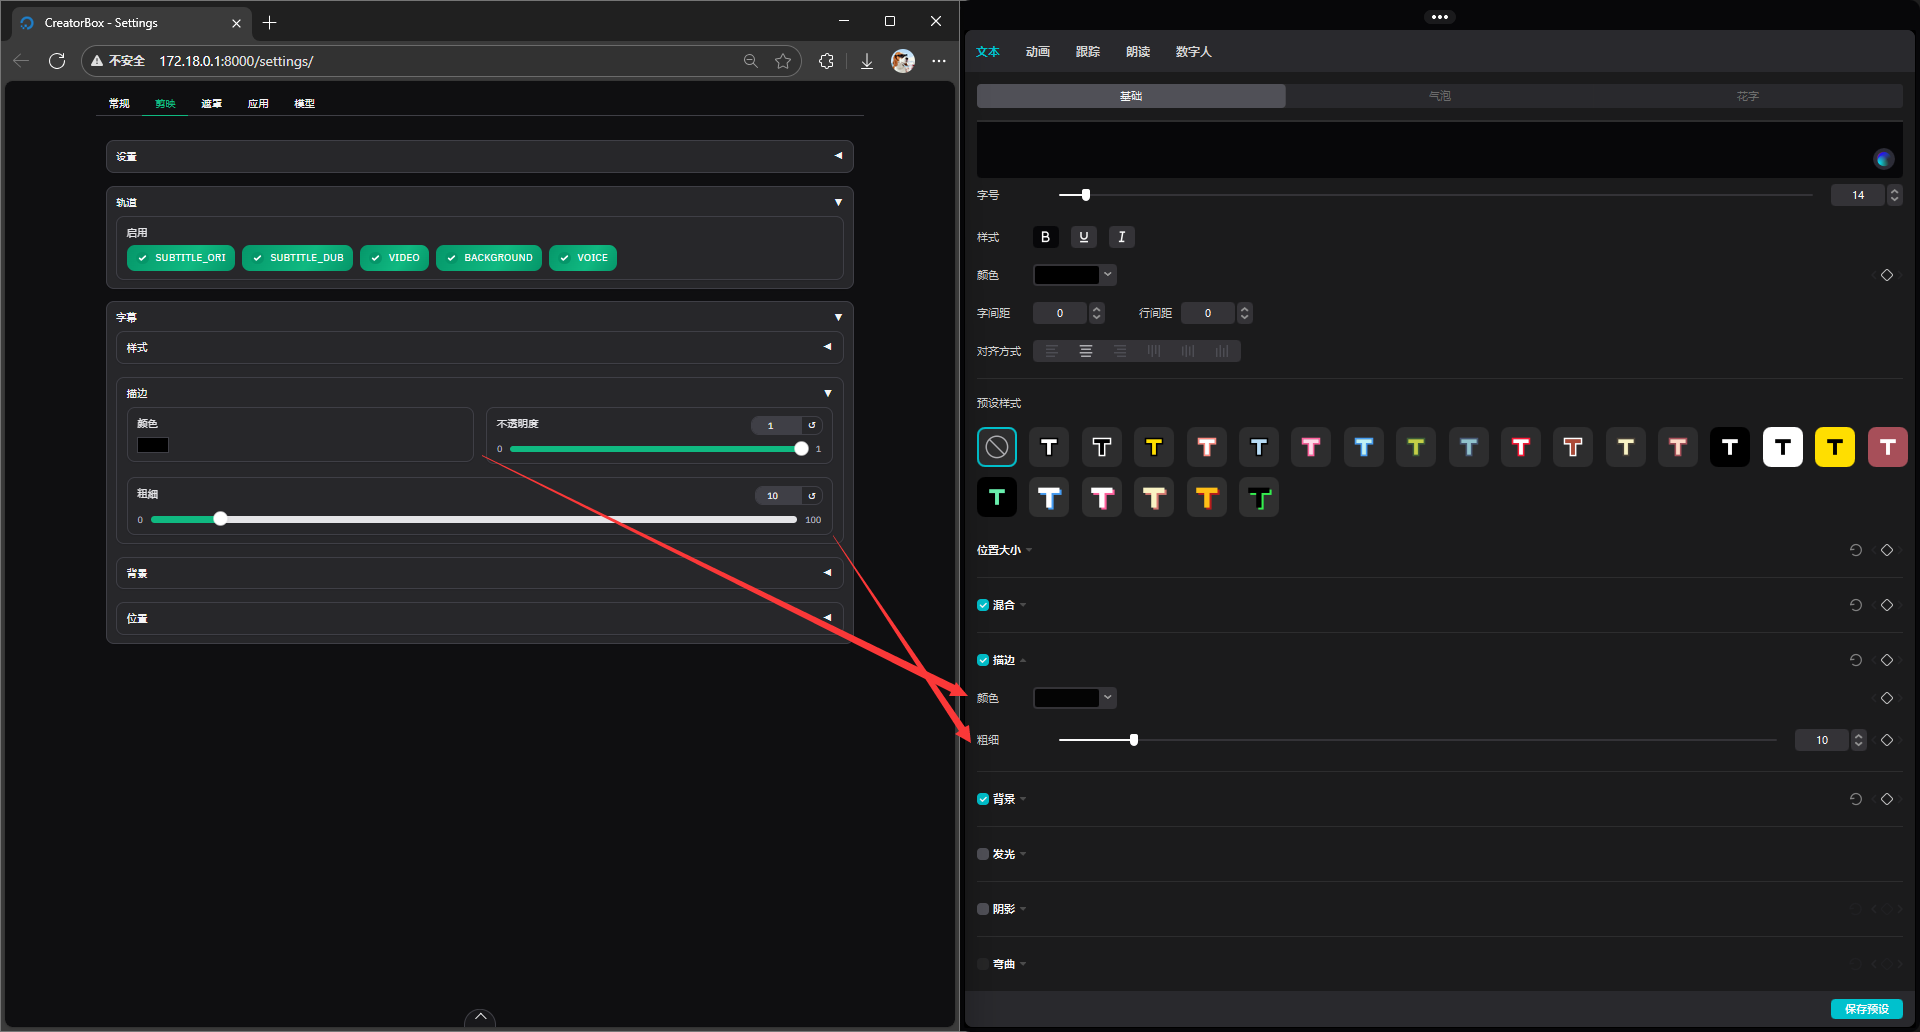 CreatorBox - Settings
不安全 172.18.0.1:8000/settings/
常规 剪映 遮罩 应用 模型
设置
轨道
启用
SUBTITLE_ORI SUBTITLE_DUB VIDEO BACKGROUND VOICE
字幕
样式
描边
颜色
不透明度 1
0 1
粗细 10
0 100
背景
位置
文本 动画 跟踪 朗读 数字人
基础 气泡 花字
字号 14
样式 B U I
颜色
字间距 0 行间距 0
对齐方式
预设样式
T T T T T T T T T T T T T T T T T
T T T T T T
位置大小
混合
描边
颜色
粗细 10
背景
发光
阴影
弯曲
保存预设